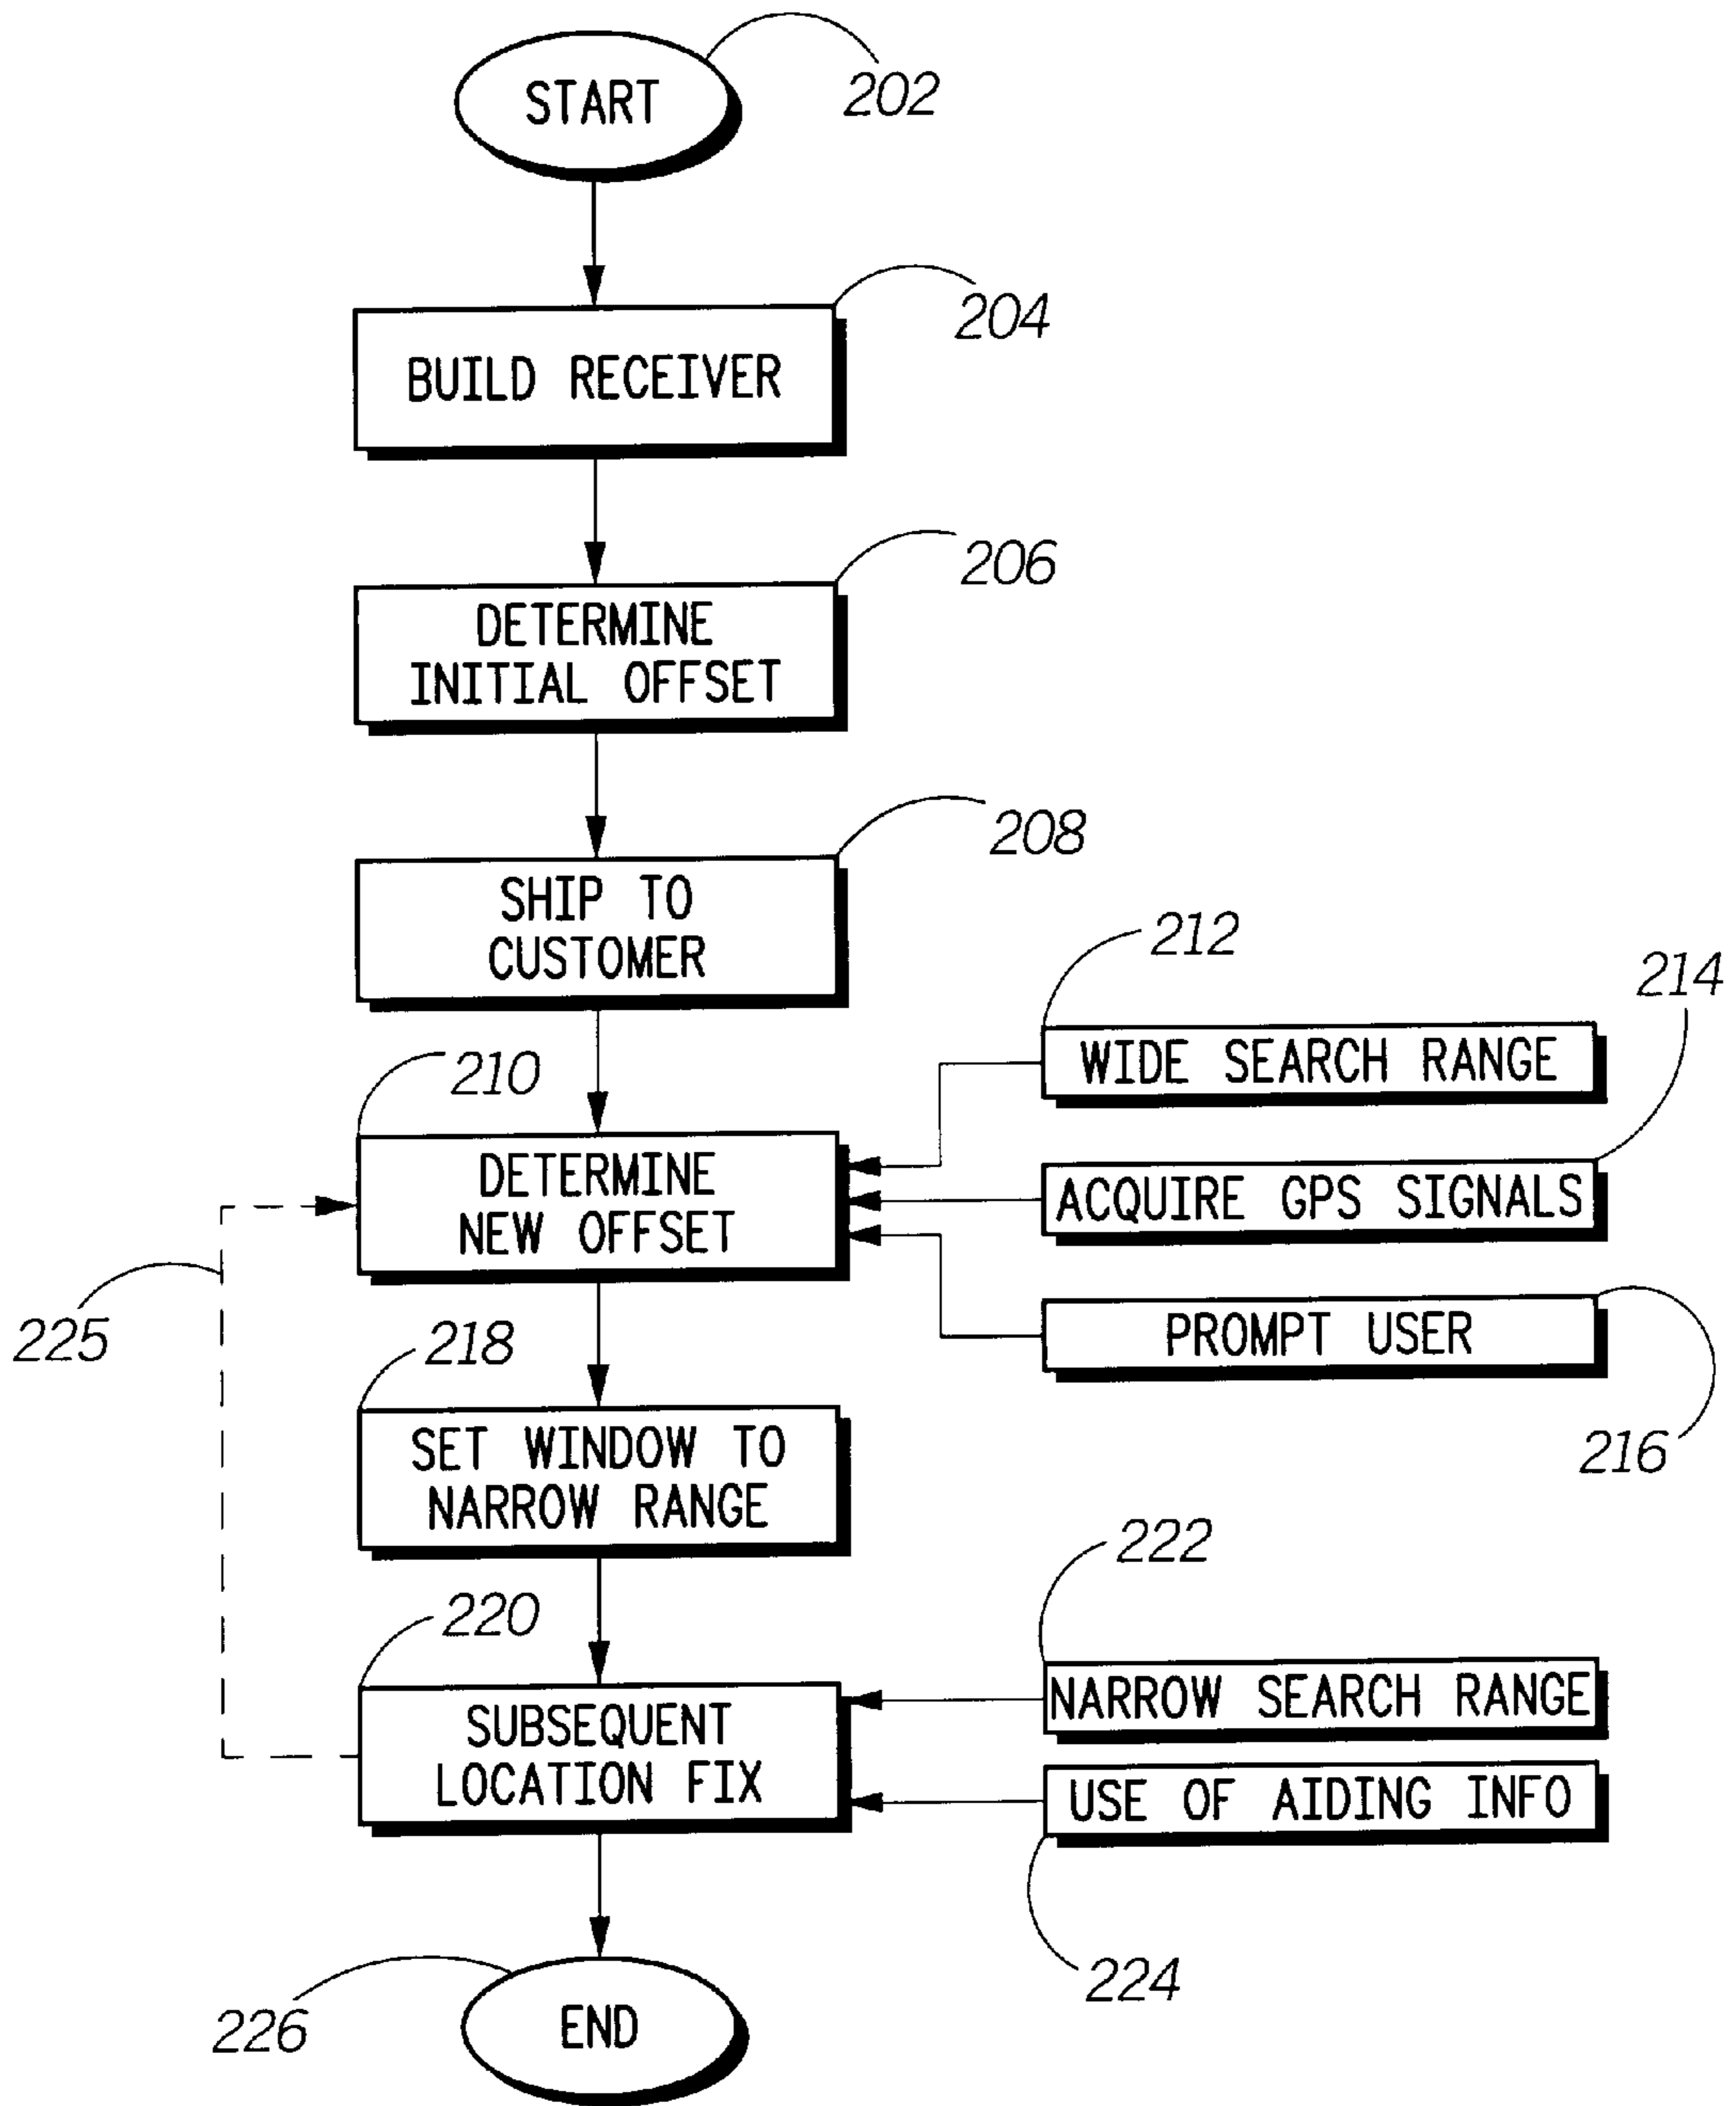 START
202
BUILD RECEIVER
204
DETERMINE
INITIAL OFFSET
206
SHIP TO
CUSTOMER
208
210
DETERMINE
NEW OFFSET
212
WIDE SEARCH RANGE
214
ACQUIRE GPS SIGNALS
PROMPT USER
216
225
218
SET WINDOW TO
NARROW RANGE
220
SUBSEQUENT
LOCATION FIX
222
NARROW SEARCH RANGE
USE OF AIDING INFO
224
226
END